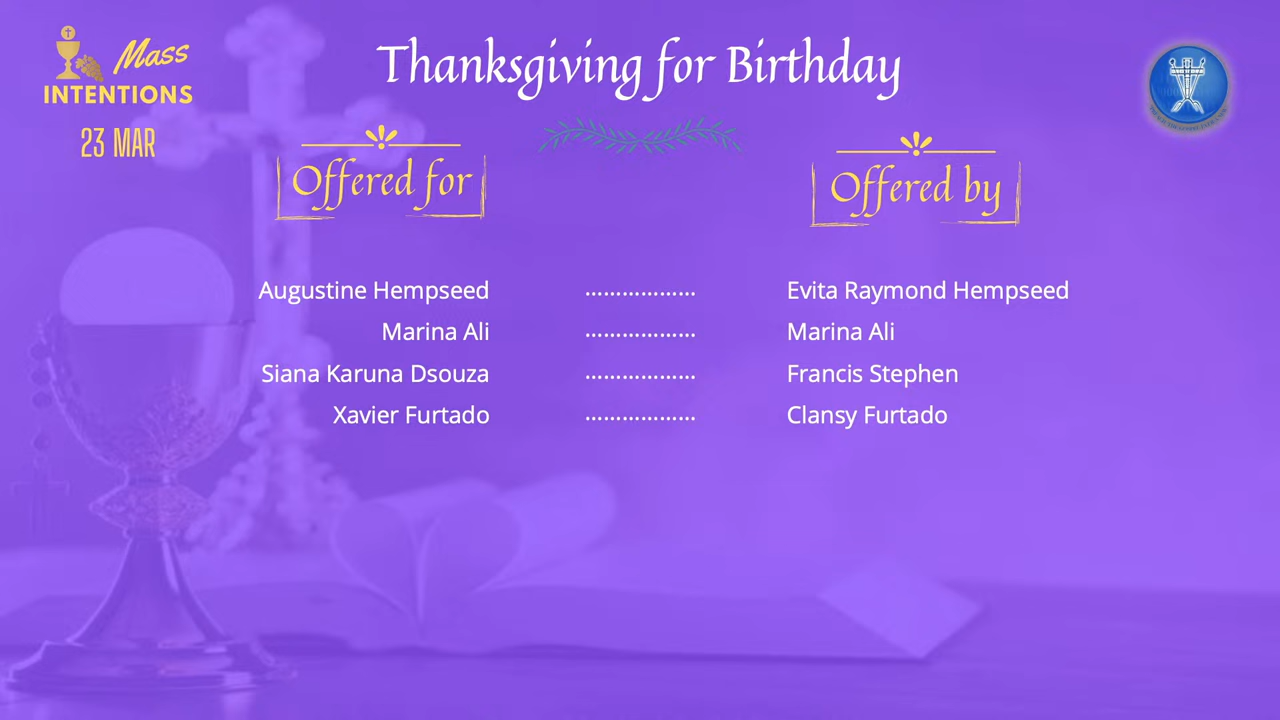 Mass
INTENTIONS
23 MAR
Thanksgiving for Birthday
Offered for
Offered by
Augustine Hempseed ................... Evita Raymond Hempseed
Marina Ali ................... Marina Ali
Siana Karuna Dsouza ................... Francis Stephen
Xavier Furtado ................... Clansy Furtado